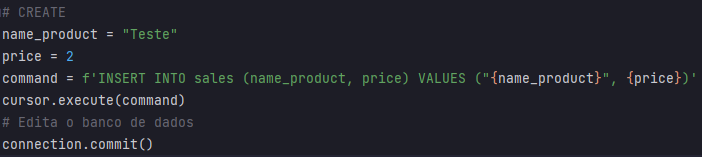 # CREATE
name_product = "Teste"
price = 2
command = f'INSERT INTO sales (name_product, price) VALUES ("{name_product}", {price})'
cursor.execute(command)
# Edita o banco de dados
connection.commit()